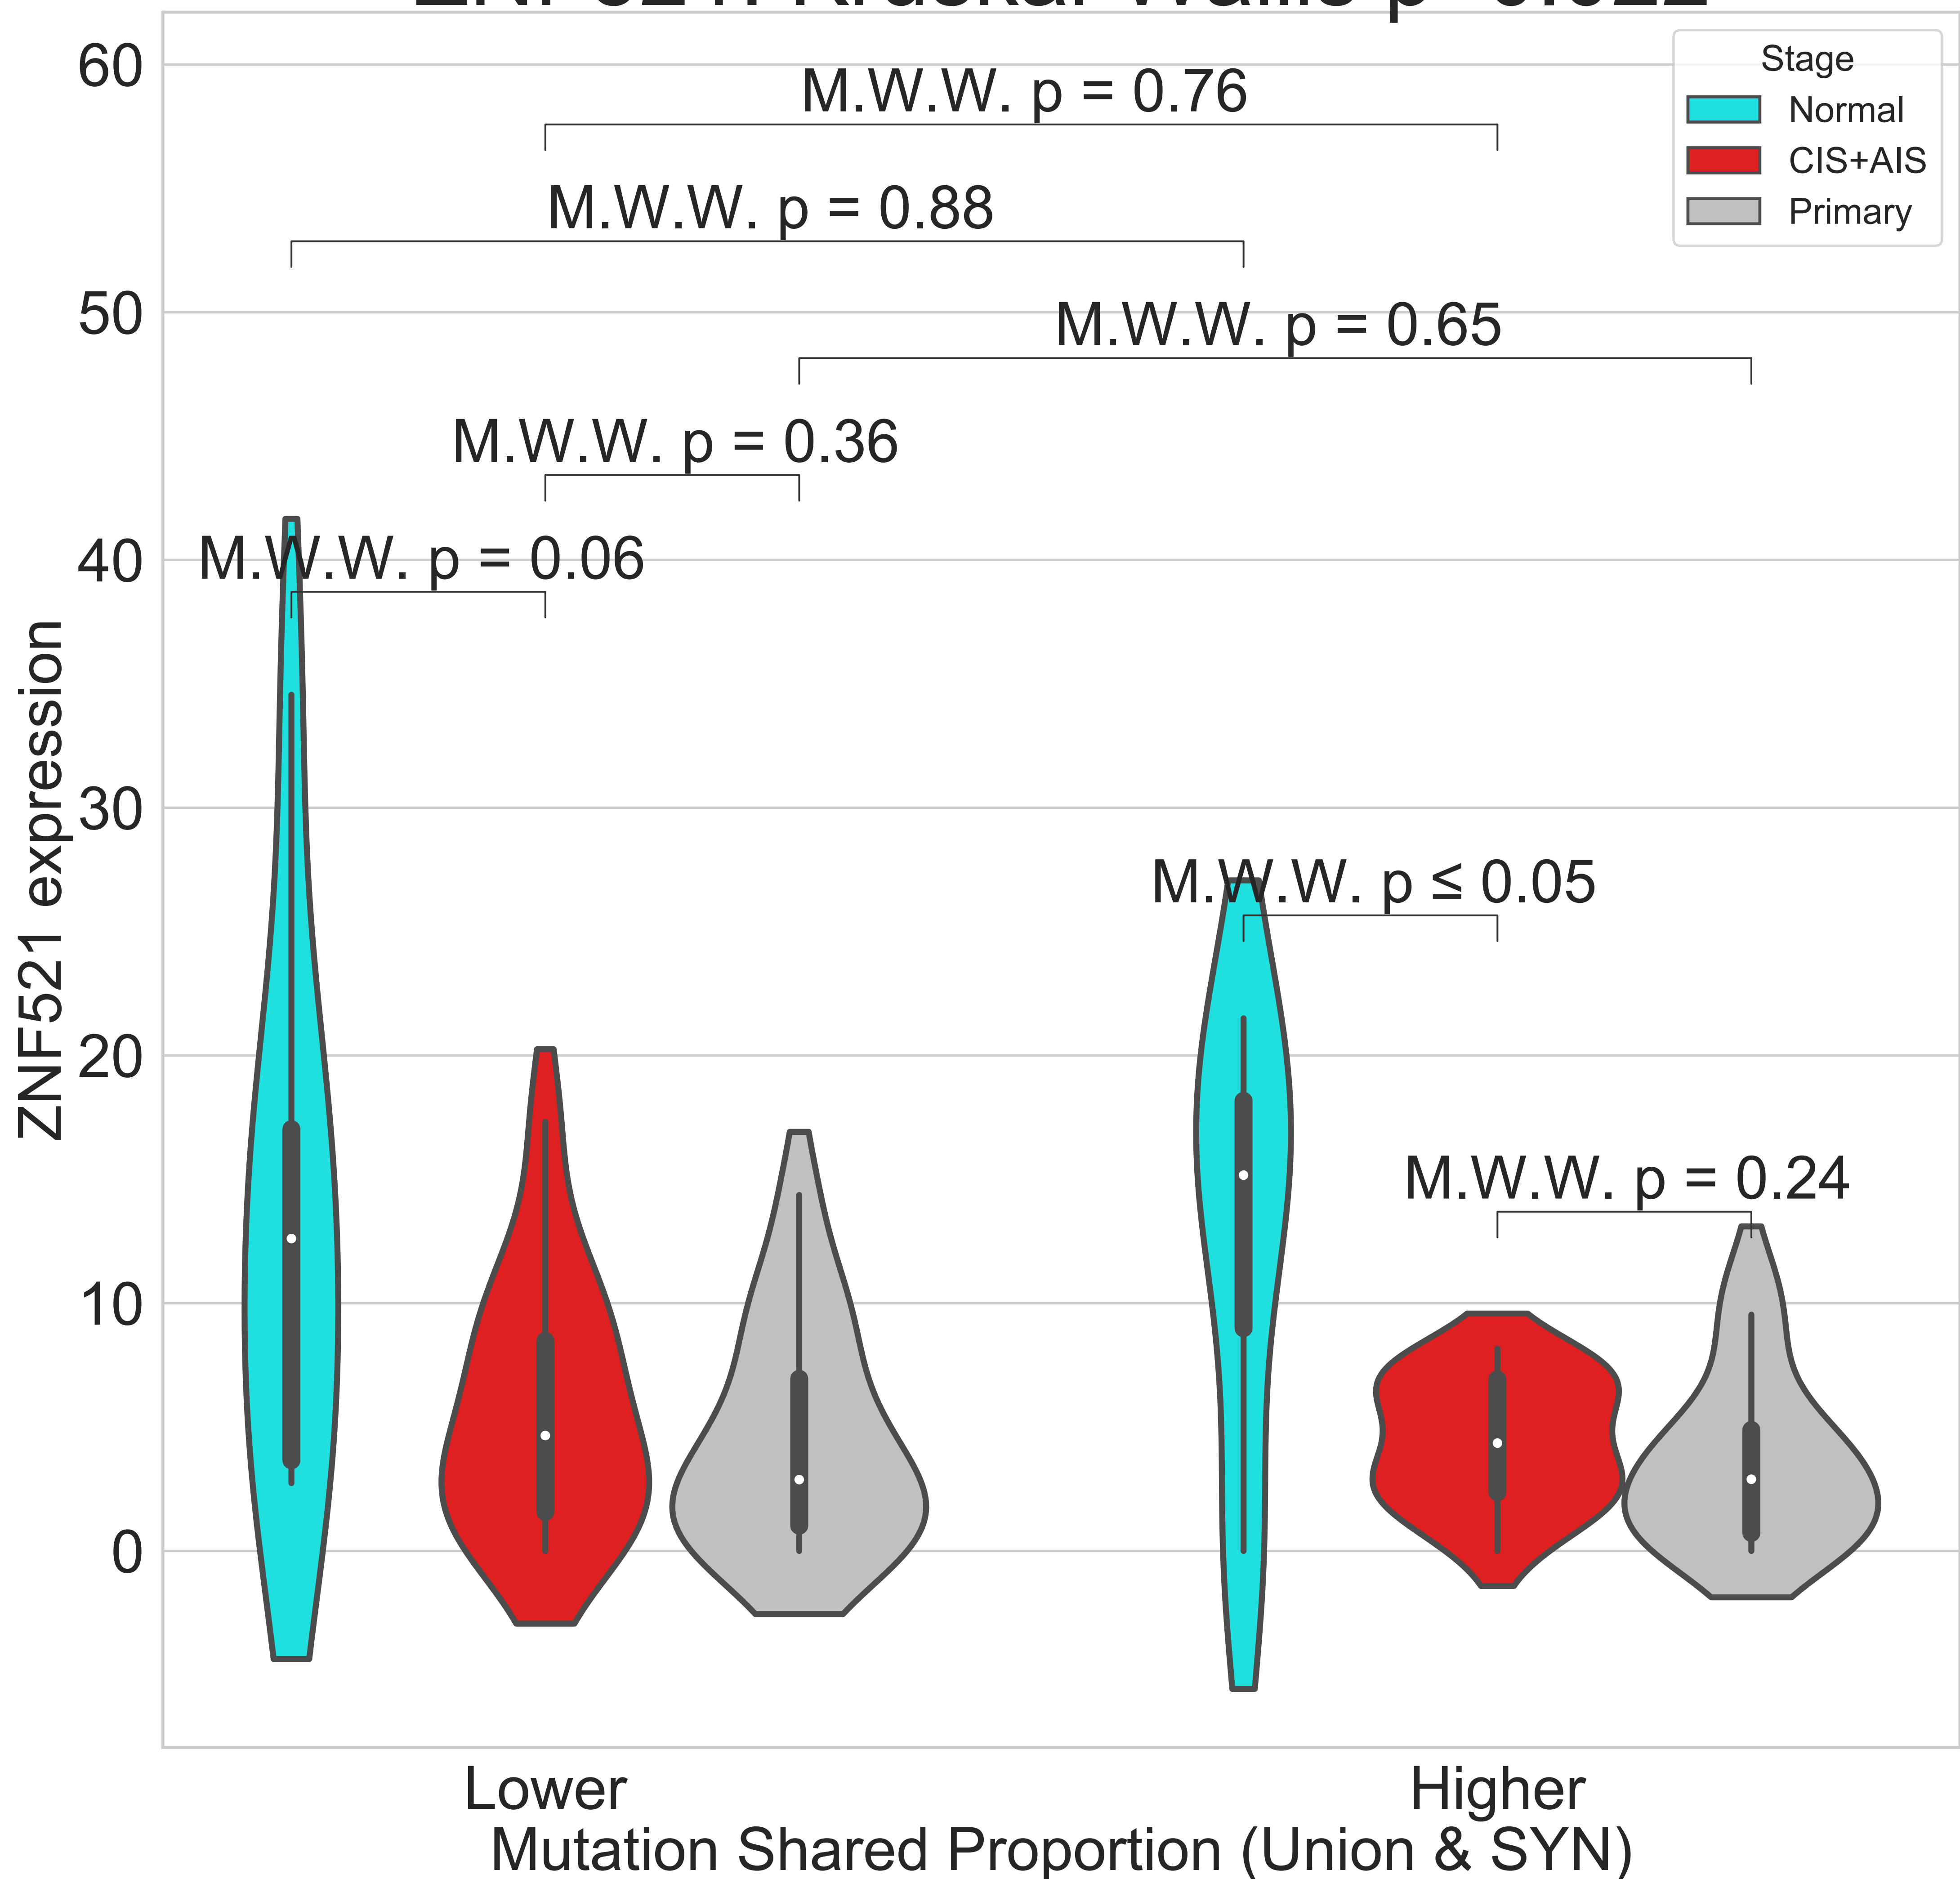 60
M.W.W. p = 0.76
Stage
Normal
CIS+AIS
Primary
M.W.W. p = 0.88
50
M.W.W. p = 0.65
M.W.W. p = 0.36
40
M.W.W. p = 0.06
ZNF521 expression
30
M.W.W. p ≤ 0.05
20
M.W.W. p = 0.24
10
0
Lower
Higher
Mutation Shared Proportion (Union & SYN)